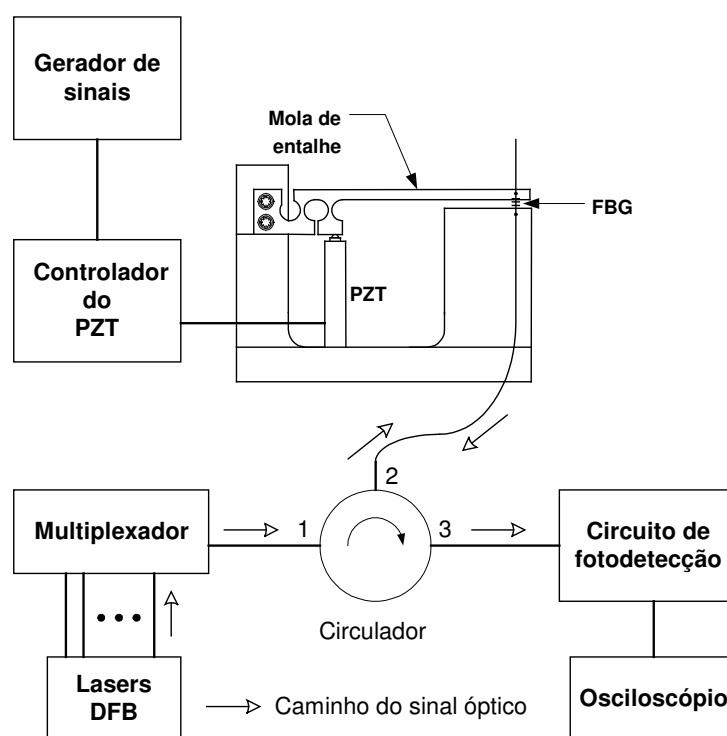 Gerador de
sinais
Mola de
entalhe
FBG
Controlador
do
PZT
PZT
2
Multiplexador
1
3
Circuito de
fotodetecção
Circulador
Lasers
DFB
Caminho do sinal óptico
Osciloscópio